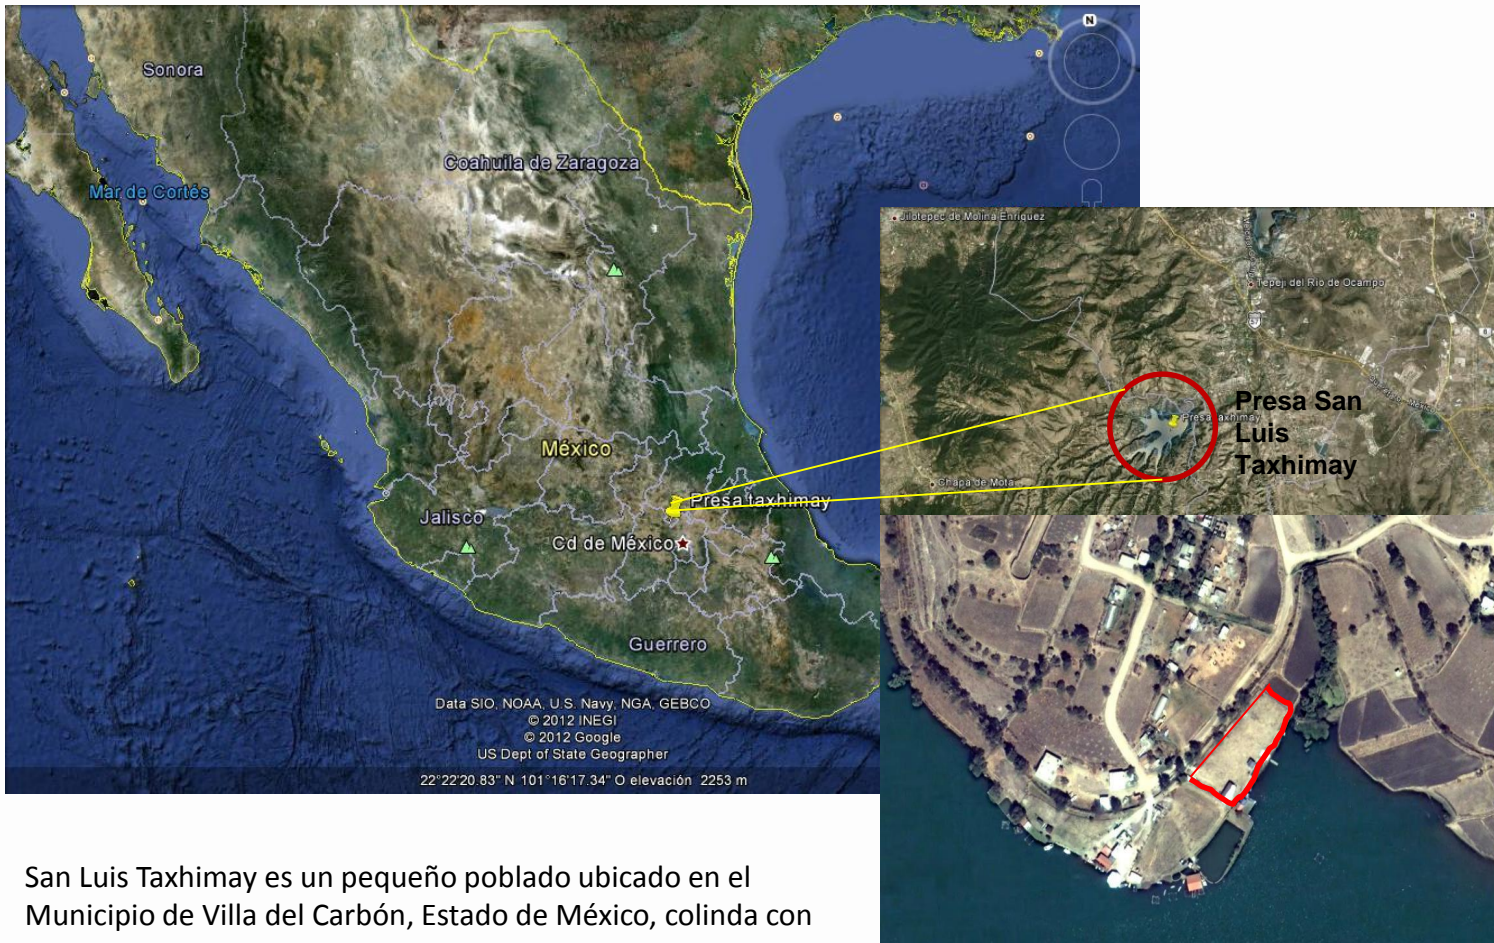 Sonora
Coahuila de Zaragoza
Mar de Cortés
México
Presa taxhimay
Jalisco
Cd de México
Guerrero
Data SIO, NOAA, U.S. Navy, NGA, GEBCO
© 2012 INEGI
© 2012 Google
US Dept of State Geographer
22°22'20.83" N 101°16'17.34" O elevación 2253 m
N
Jilotepec de Molina Enríquez
Tepeji del Río de Ocampo
57
Presa taxhimay
Presa San
Luis
Taxhimay
Chapa de Mota
San Luis Taxhimay es un pequeño poblado ubicado en el
Municipio de Villa del Carbón, Estado de México, colinda con